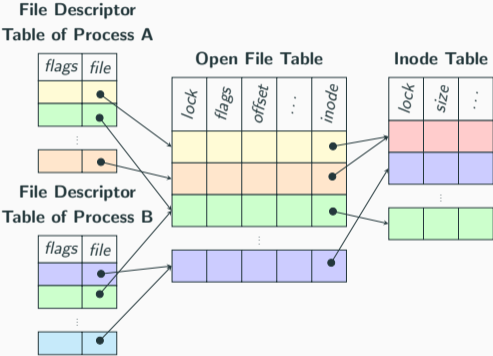 File Descriptor
Table of Process A
flags file
⋮
Open File Table
lock flags offset ... inode
⋮
Inode Table
lock size ...
⋮
File Descriptor
Table of Process B
flags file
⋮